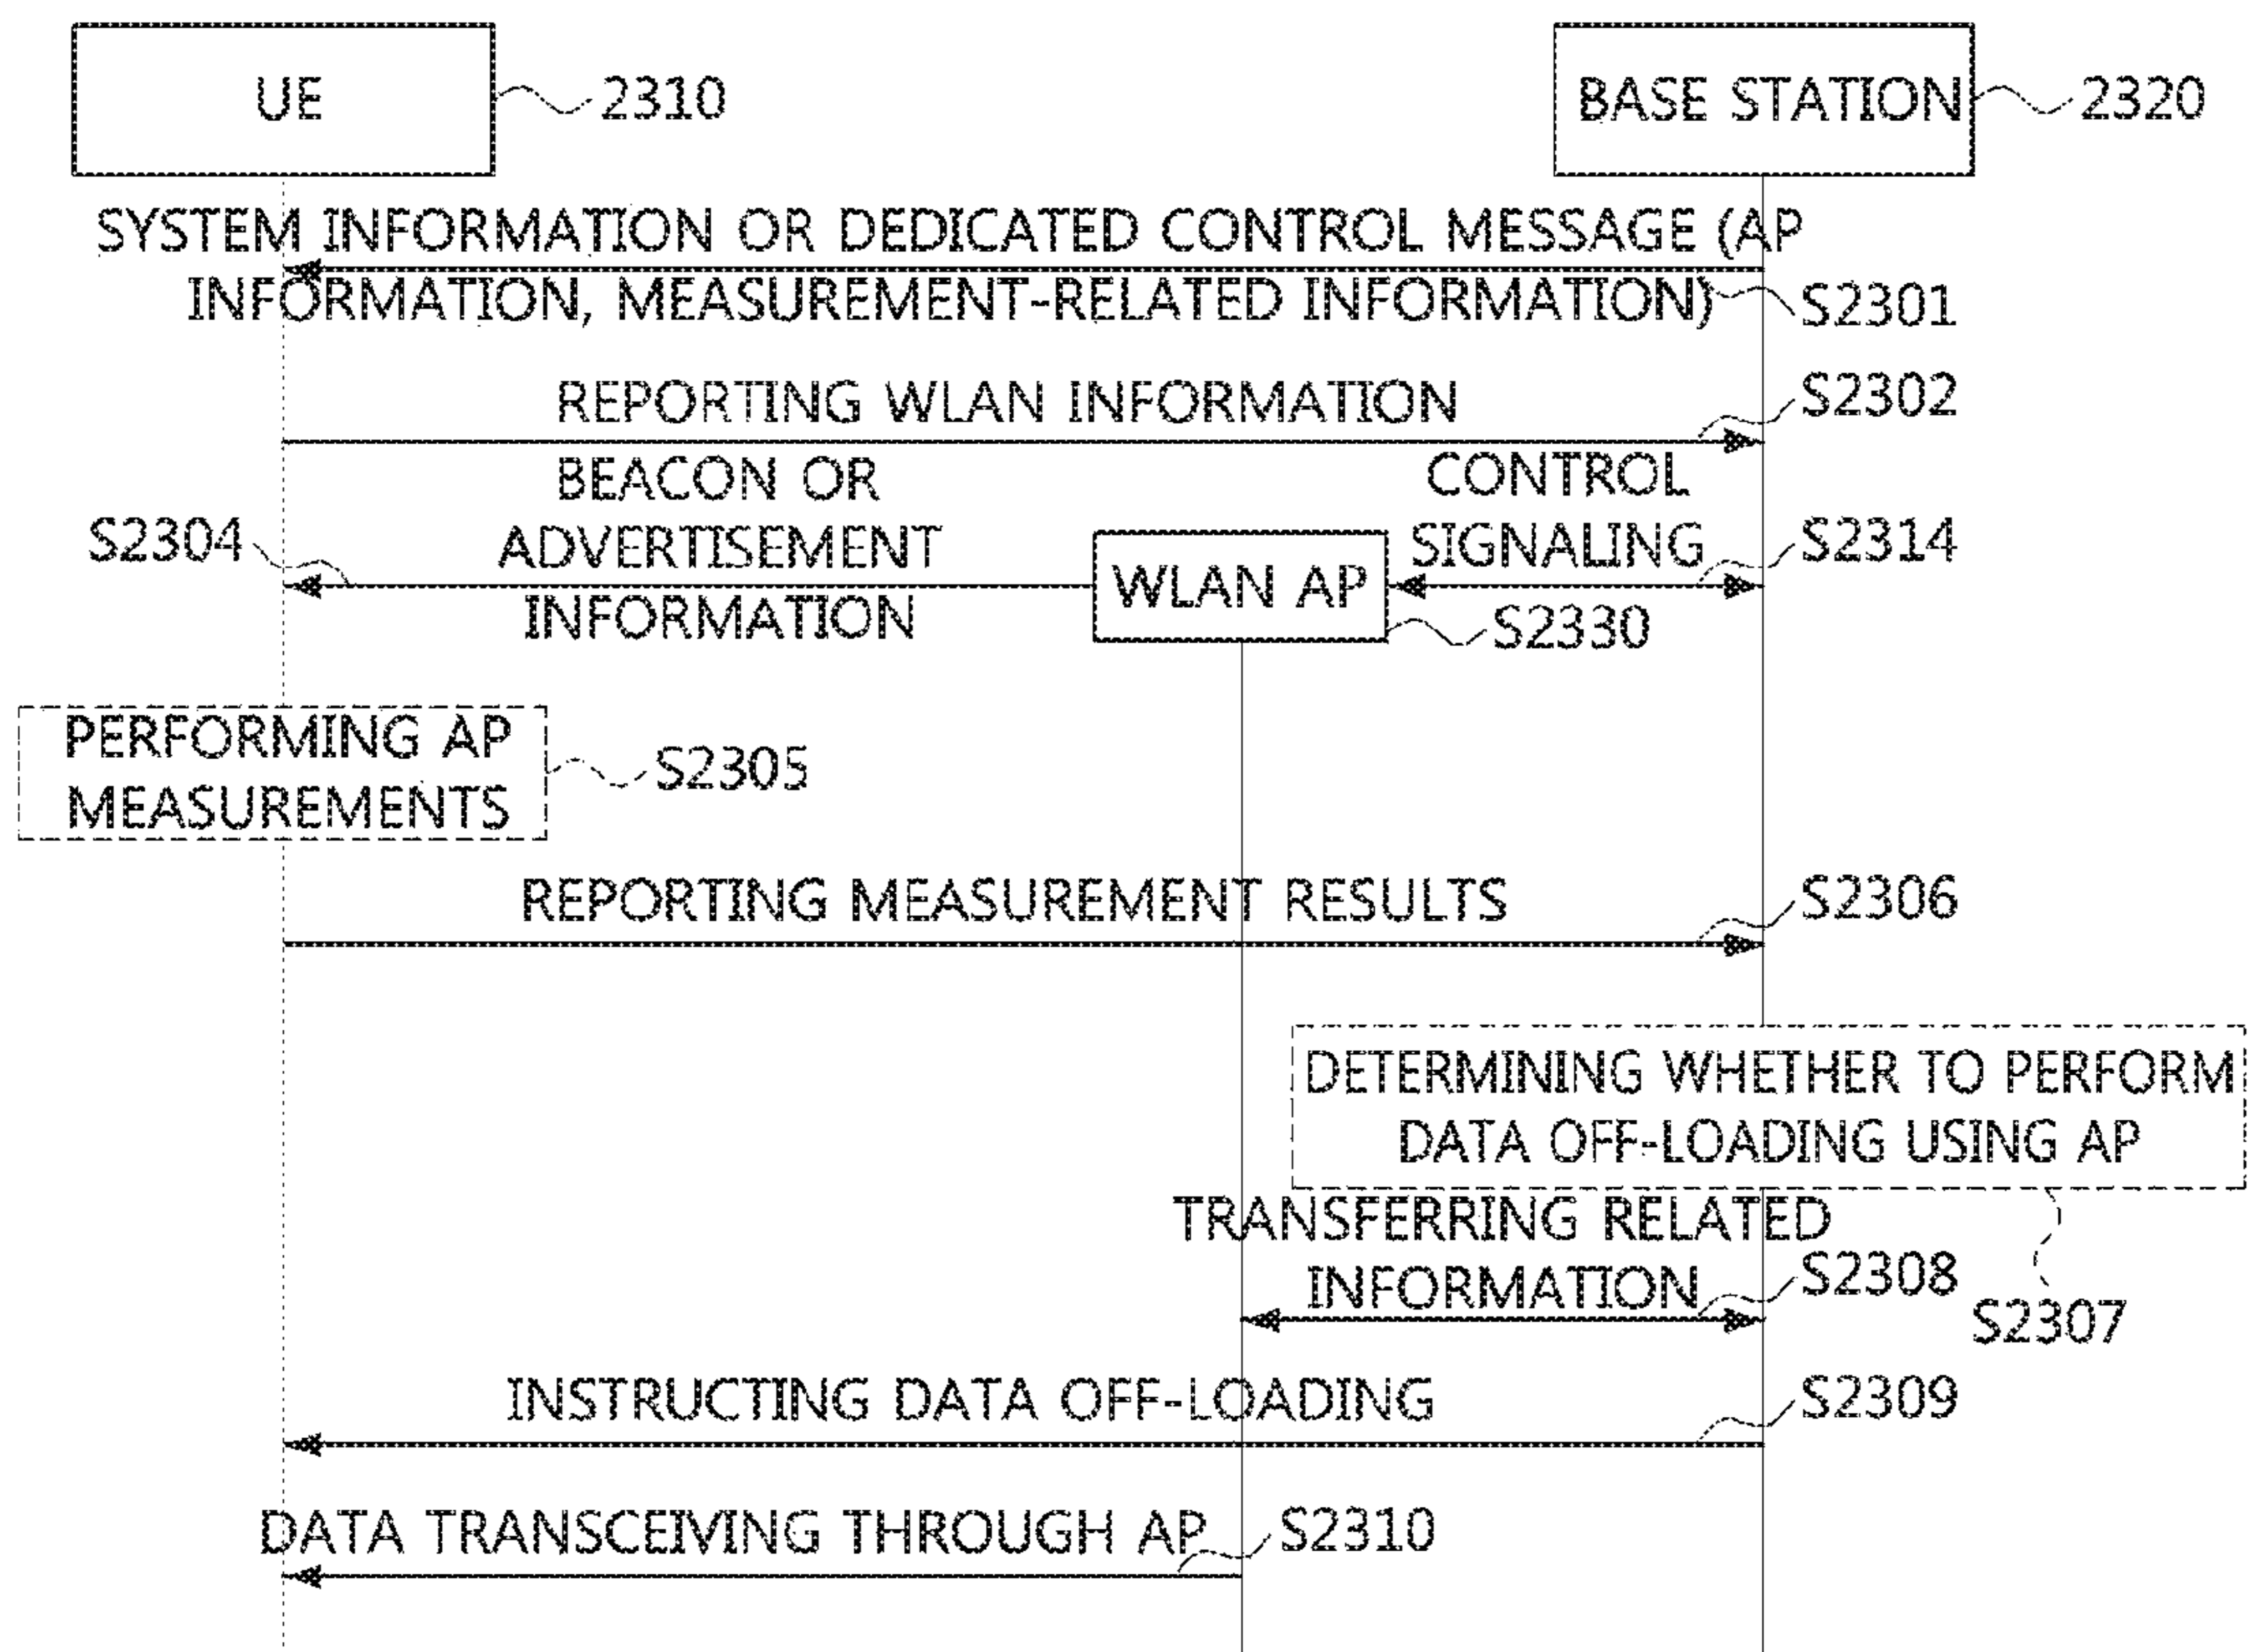 UE
2310
BASE STATION
2320
SYSTEM INFORMATION OR DEDICATED CONTROL MESSAGE (AP
INFORMATION, MEASUREMENT-RELATED INFORMATION)
S2301
REPORTING WLAN INFORMATION
S2302
BEACON OR
ADVERTISEMENT
INFORMATION
S2304
CONTROL
SIGNALING
S2314
WLAN AP
S2330
PERFORMING AP
MEASUREMENTS
S2305
REPORTING MEASUREMENT RESULTS
S2306
DETERMINING WHETHER TO PERFORM
DATA OFF-LOADING USING AP
S2307
TRANSFERRING RELATED
INFORMATION
S2308
INSTRUCTING DATA OFF-LOADING
S2309
DATA TRANSCEIVING THROUGH AP
S2310